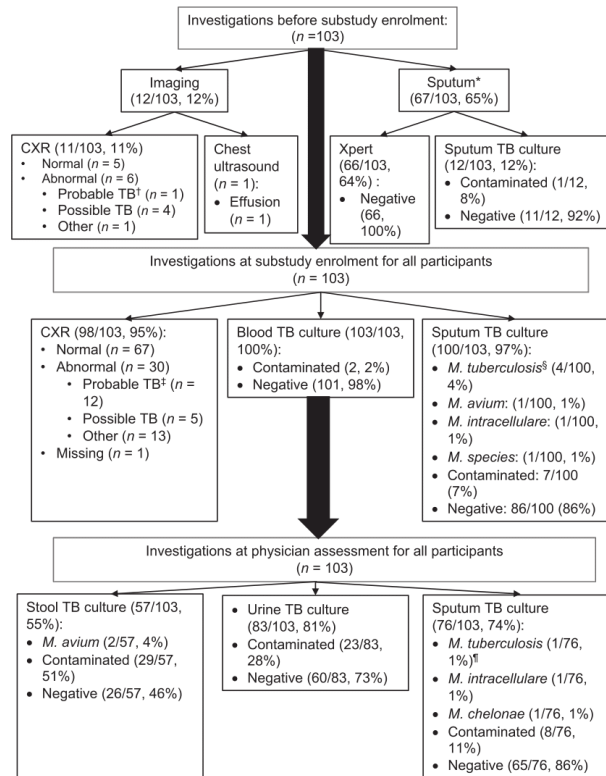 Investigations before substudy enrolment:
(n =103)
Imaging
(12/103, 12%)
Sputum*
(67/103, 65%)
CXR (11/103, 11%)
• Normal (n = 5)
• Abnormal (n = 6)
• Probable TB† (n = 1)
• Possible TB (n = 4)
• Other (n = 1)
Chest
ultrasound
(n = 1):
• Effusion
(n = 1)
Xpert
(66/103,
64%) :
• Negative
(66,
100%)
Sputum TB culture
(12/103, 12%):
• Contaminated (1/12,
8%)
• Negative (11/12, 92%)
Investigations at substudy enrolment for all participants
(n = 103)
CXR (98/103, 95%):
• Normal (n = 67)
• Abnormal (n = 30)
• Probable TB‡ (n =
12)
• Possible TB (n = 5)
• Other (n = 13)
• Missing (n = 1)
Blood TB culture (103/103,
100%):
• Contaminated (2, 2%)
• Negative (101, 98%)
Sputum TB culture
(100/103, 97%):
• M. tuberculosis§ (4/100,
4%)
• M. avium: (1/100, 1%)
• M. intracellulare: (1/100,
1%)
• M. species: (1/100, 1%)
• Contaminated: 7/100
(7%)
• Negative: 86/100 (86%)
Investigations at physician assessment for all participants
(n = 103)
Stool TB culture (57/103,
55%):
• M. avium (2/57, 4%)
• Contaminated (29/57,
51%)
• Negative (26/57, 46%)
• Urine TB culture
(83/103, 81%)
• Contaminated (23/83,
28%)
• Negative (60/83, 73%)
Sputum TB culture
(76/103, 74%):
• M. tuberculosis (1/76,
1%)¶
• M. intracellulare (1/76,
1%)
• M. chelonae (1/76, 1%)
• Contaminated (8/76,
11%)
• Negative (65/76, 86%)